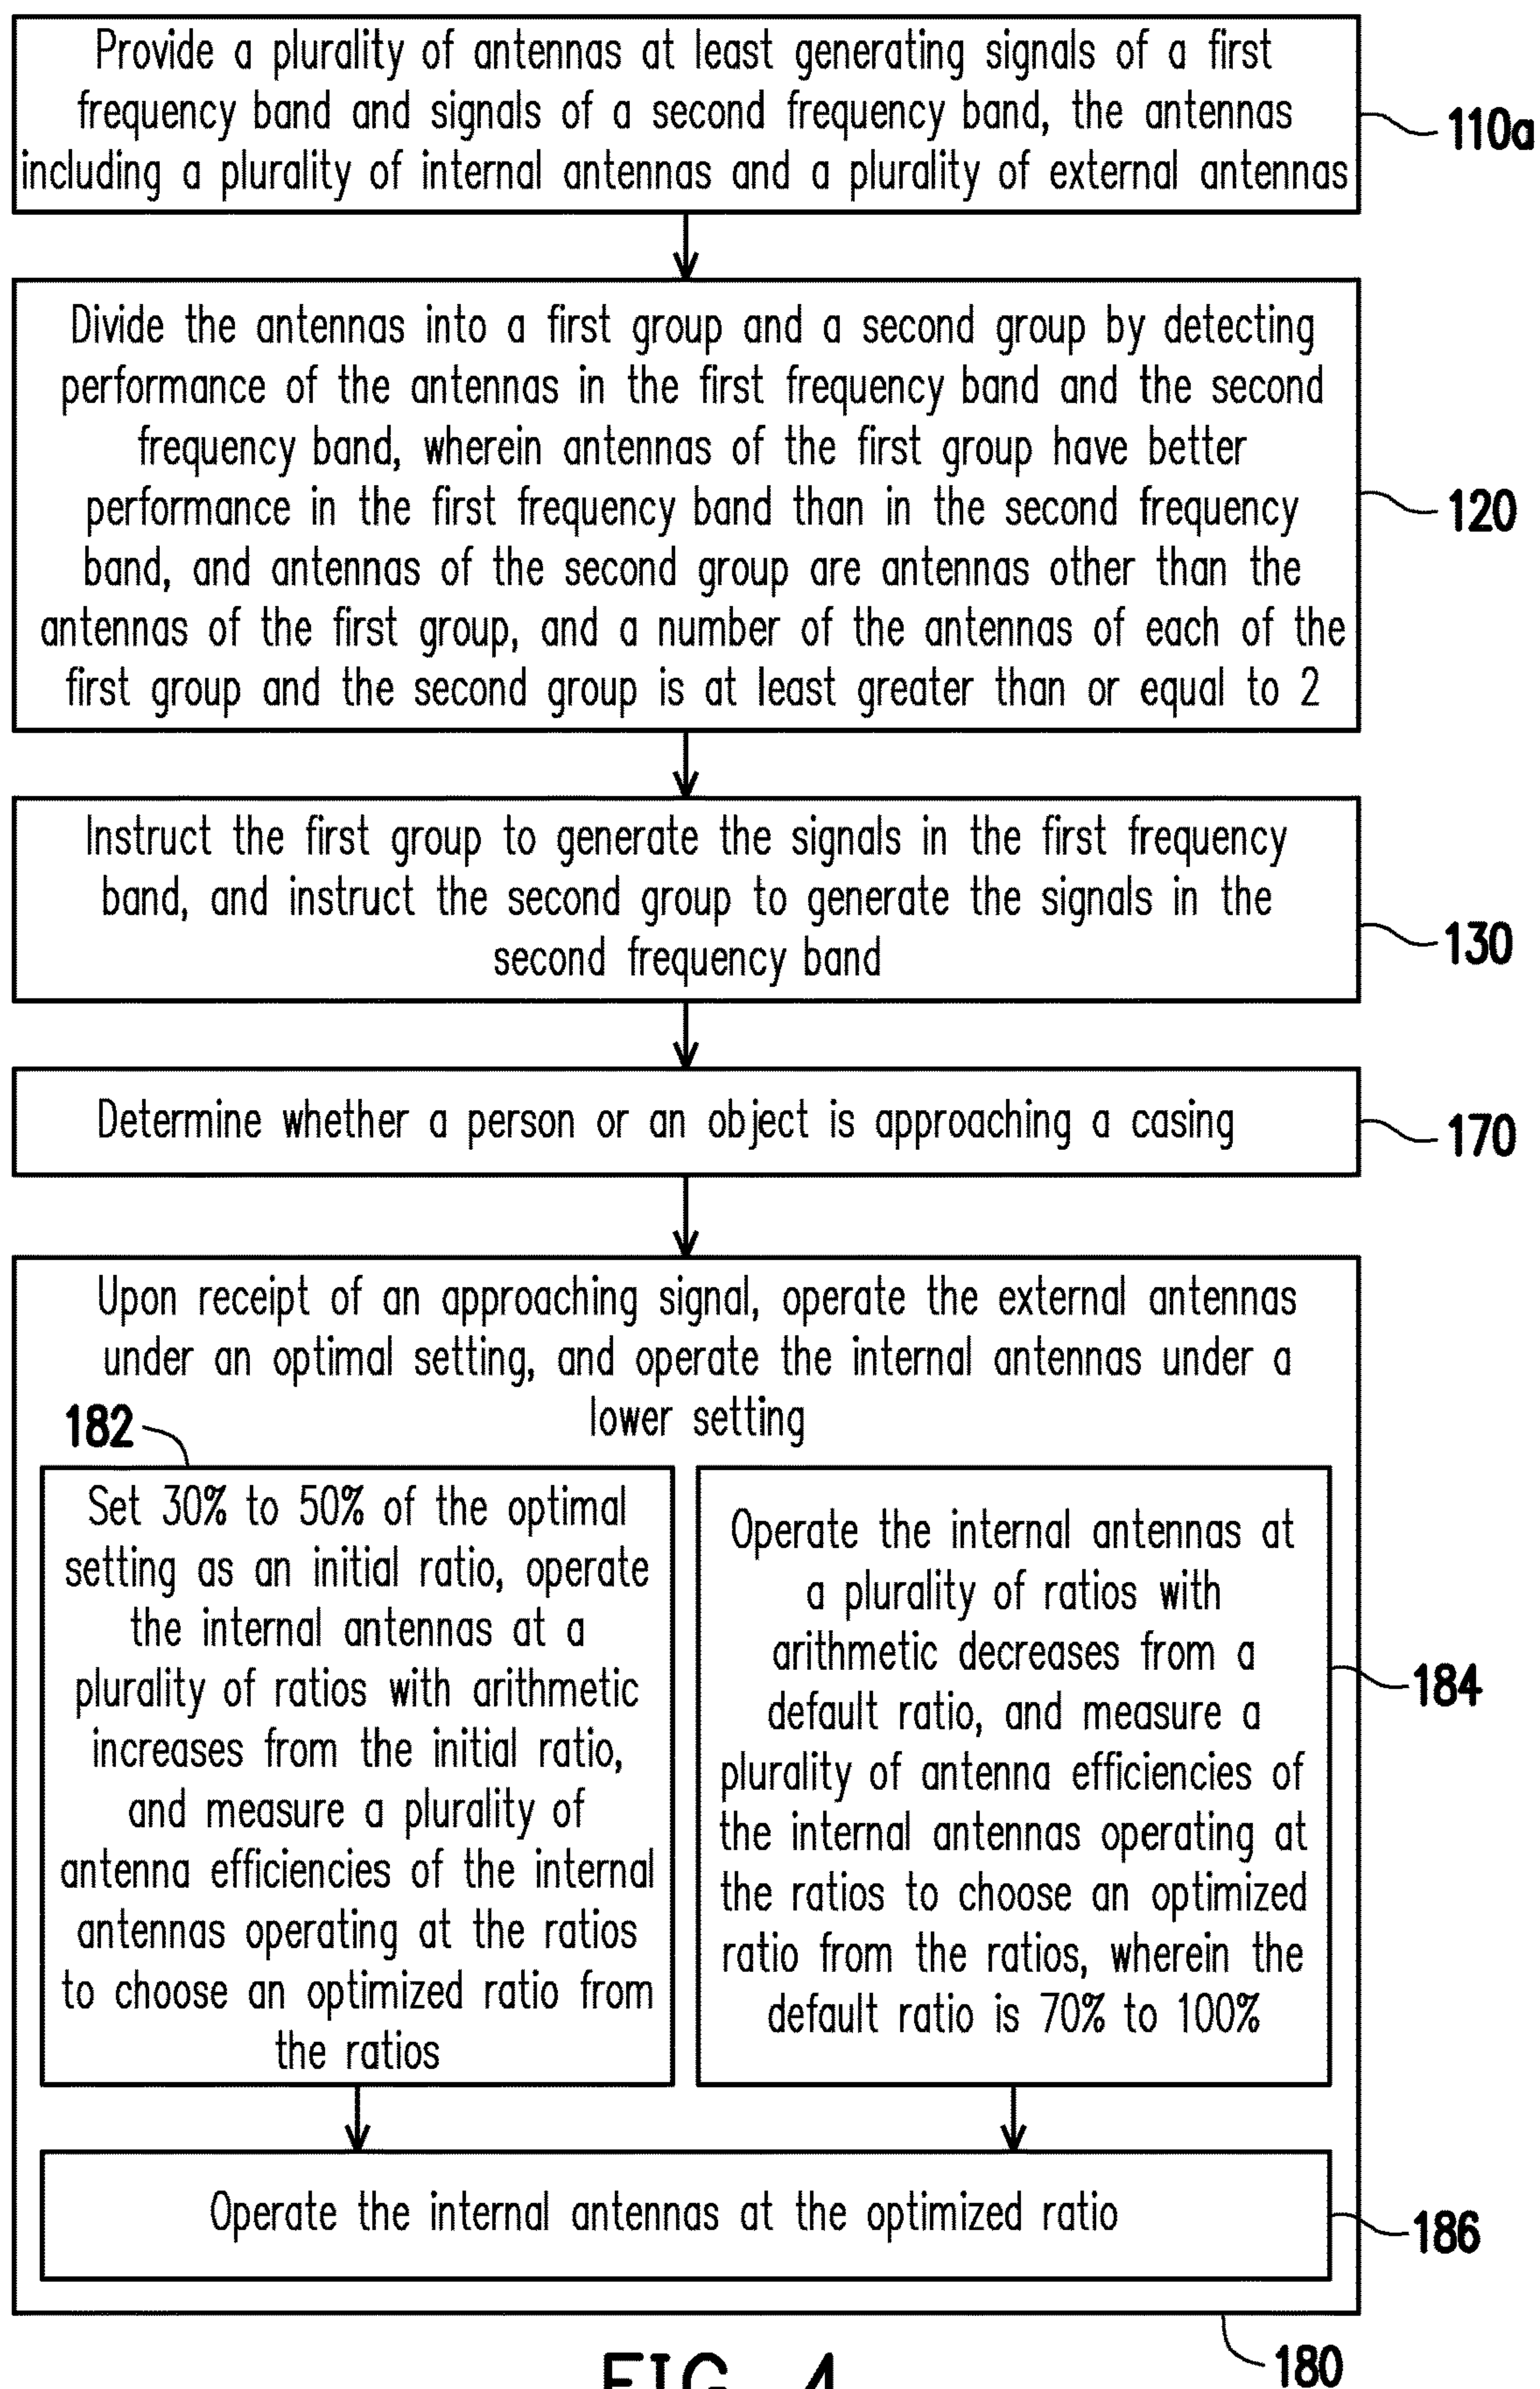 Provide a plurality of antennas at least generating signals of a first
frequency band and signals of a second frequency band, the antennas
including a plurality of internal antennas and a plurality of external antennas
110a
Divide the antennas into a first group and a second group by detecting
performance of the antennas in the first frequency band and the second
frequency band, wherein antennas of the first group have better
performance in the first frequency band than in the second frequency
band, and antennas of the second group are antennas other than the
antennas of the first group, and a number of the antennas of each of the
first group and the second group is at least greater than or equal to 2
120
Instruct the first group to generate the signals in the first frequency
band, and instruct the second group to generate the signals in the
second frequency band
130
Determine whether a person or an object is approaching a casing
170
Upon receipt of an approaching signal, operate the external antennas
under an optimal setting, and operate the internal antennas under a
lower setting
182
Set 30% to 50% of the optimal
setting as an initial ratio, operate
the internal antennas at a
plurality of ratios with arithmetic
increases from the initial ratio,
and measure a plurality of
antenna efficiencies of the internal
antennas operating at the ratios
to choose an optimized ratio from
the ratios
Operate the internal antennas at
a plurality of ratios with
arithmetic decreases from a
default ratio, and measure a
plurality of antenna efficiencies of
the internal antennas operating at
the ratios to choose an optimized
ratio from the ratios, wherein the
default ratio is 70% to 100%
184
Operate the internal antennas at the optimized ratio
186
180
FIG. 4